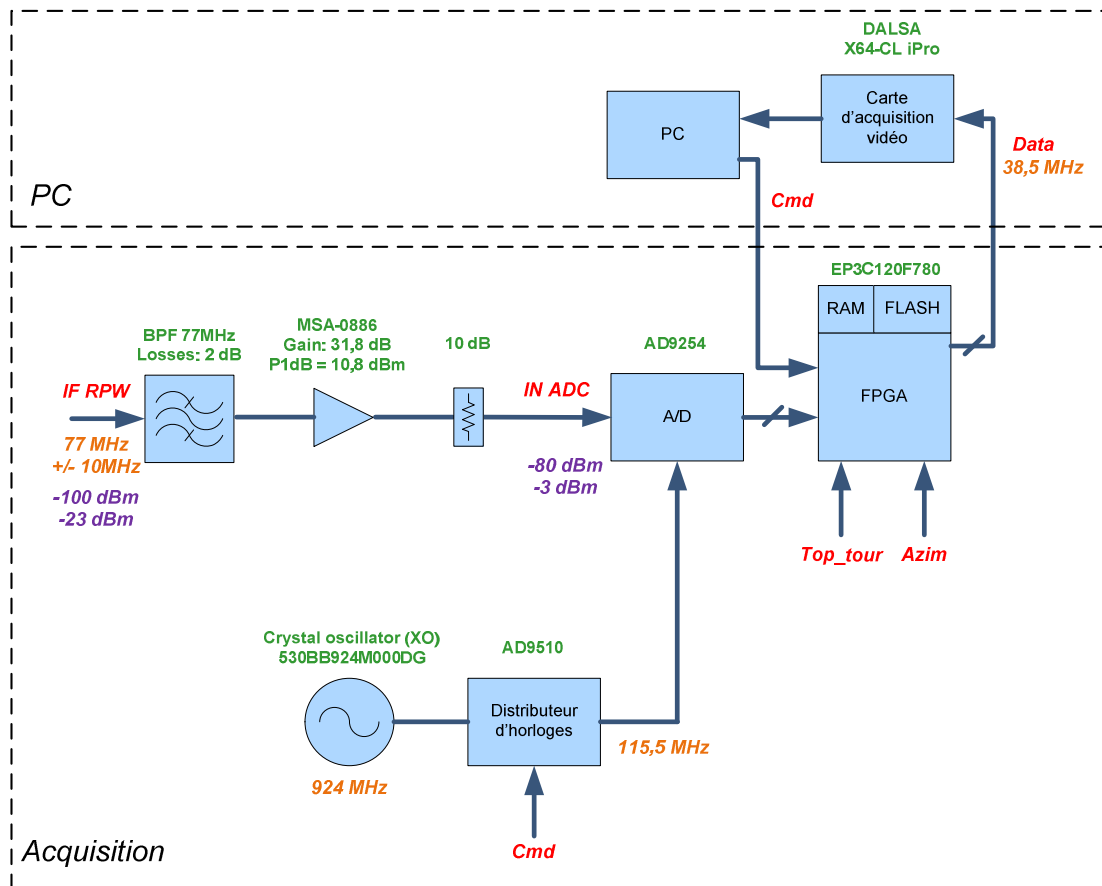 DALSA
X64-CL iPro
PC
Carte
d'acquisition
vidéo
Data
38,5 MHz
Cmd
PC
EP3C120F780
RAM
FLASH
FPGA
BPF 77MHz
Losses: 2 dB
MSA-0886
Gain: 31,8 dB
P1dB = 10,8 dBm
10 dB
AD9254
IF RPW
IN ADC
A/D
77 MHz
+/- 10MHz
-100 dBm
-23 dBm
-80 dBm
-3 dBm
Top_tour
Azim
Crystal oscillator (XO)
530BB924M000DG
AD9510
Distributeur
d'horloges
115,5 MHz
924 MHz
Cmd
Acquisition